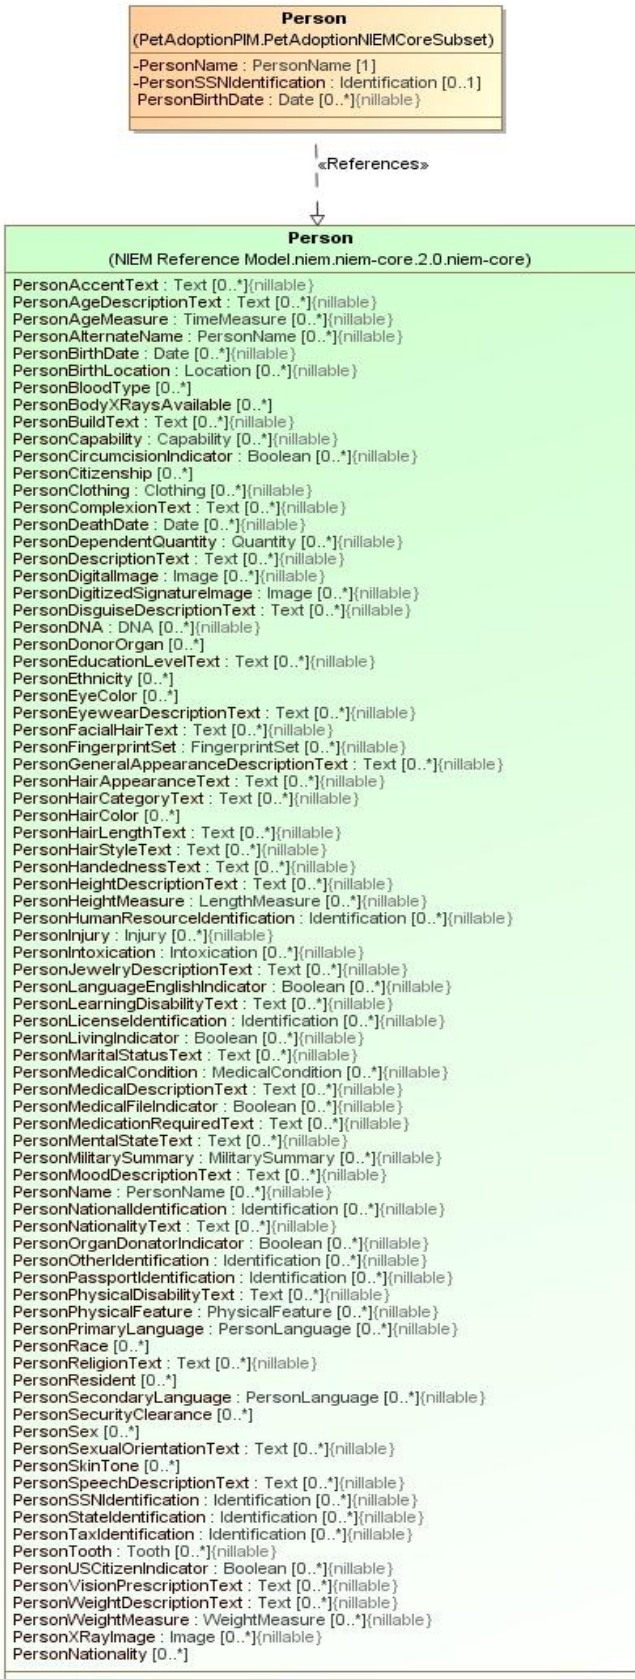 Person
(PetAdoptionPIM.PetAdoptionNIEMCoreSubset)
-PersonName : PersonName [1]
-PersonSSNIdentification : Identification [0..1]
PersonBirthDate : Date [0..*]{nillable}
«References»
Person
(NIEM Reference Model.niem.niem-core.2.0.niem-core)
PersonAccentText : Text [0..*]{nillable}
PersonAgeDescriptionText : Text [0..*]{nillable}
PersonAgeMeasure : TimeMeasure [0..*]{nillable}
PersonAlternateName : PersonName [0..*]{nillable}
PersonBirthDate : Date [0..*]{nillable}
PersonBirthLocation : Location [0..*]{nillable}
PersonBloodType [0..*]
PersonBodyXRaysAvailable [0..*]
PersonBuildText : Text [0..*]{nillable}
PersonCapability : Capability [0..*]{nillable}
PersonCircumcisionIndicator : Boolean [0..*]{nillable}
PersonCitizenship [0..*]
PersonClothing : Clothing [0..*]{nillable}
PersonComplexionText : Text [0..*]{nillable}
PersonDeathDate : Date [0..*]{nillable}
PersonDependentQuantity : Quantity [0..*]{nillable}
PersonDescriptionText : Text [0..*]{nillable}
PersonDigitalImage : Image [0..*]{nillable}
PersonDigitizedSignatureImage : Image [0..*]{nillable}
PersonDisguiseDescriptionText : Text [0..*]{nillable}
PersonDNA : DNA [0..*]{nillable}
PersonDonorOrgan [0..*]
PersonEducationLevelText : Text [0..*]{nillable}
PersonEthnicity [0..*]
PersonEyeColor [0..*]
PersonEyewearDescriptionText : Text [0..*]{nillable}
PersonFacialHairText : Text [0..*]{nillable}
PersonFingerprintSet : FingerprintSet [0..*]{nillable}
PersonGeneralAppearanceDescriptionText : Text [0..*]{nillable}
PersonHairAppearanceText : Text [0..*]{nillable}
PersonHairCategoryText : Text [0..*]{nillable}
PersonHairColor [0..*]
PersonHairLengthText : Text [0..*]{nillable}
PersonHairStyleText : Text [0..*]{nillable}
PersonHandednessText : Text [0..*]{nillable}
PersonHeightDescriptionText : Text [0..*]{nillable}
PersonHeightMeasure : LengthMeasure [0..*]{nillable}
PersonHumanResourceIdentification : Identification [0..*]{nillable}
PersonInjury : Injury [0..*]{nillable}
PersonIntoxication : Intoxication [0..*]{nillable}
PersonJewelryDescriptionText : Text [0..*]{nillable}
PersonLanguageEnglishIndicator : Boolean [0..*]{nillable}
PersonLearningDisabilityText : Text [0..*]{nillable}
PersonLicenseIdentification : Identification [0..*]{nillable}
PersonLivingIndicator : Boolean [0..*]{nillable}
PersonMaritalStatusText : Text [0..*]{nillable}
PersonMedicalCondition : MedicalCondition [0..*]{nillable}
PersonMedicalDescriptionText : Text [0..*]{nillable}
PersonMedicalFileIndicator : Boolean [0..*]{nillable}
PersonMedicationRequiredText : Text [0..*]{nillable}
PersonMentalStateText : Text [0..*]{nillable}
PersonMilitarySummary : MilitarySummary [0..*]{nillable}
PersonMoodDescriptionText : Text [0..*]{nillable}
PersonName : PersonName [0..*]{nillable}
PersonNationalIdentification : Identification [0..*]{nillable}
PersonNationalityText : Text [0..*]{nillable}
PersonOrganDonatorIndicator : Boolean [0..*]{nillable}
PersonOtherIdentification : Identification [0..*]{nillable}
PersonPassportIdentification : Identification [0..*]{nillable}
PersonPhysicalDisabilityText : Text [0..*]{nillable}
PersonPhysicalFeature : PhysicalFeature [0..*]{nillable}
PersonPrimaryLanguage : PersonLanguage [0..*]{nillable}
PersonRace [0..*]
PersonReligionText : Text [0..*]{nillable}
PersonResident [0..*]
PersonSecondaryLanguage : PersonLanguage [0..*]{nillable}
PersonSecurityClearance [0..*]
PersonSex [0..*]
PersonSexualOrientationText : Text [0..*]{nillable}
PersonSkinTone [0..*]
PersonSpeechDescriptionText : Text [0..*]{nillable}
PersonSSNIdentification : Identification [0..*]{nillable}
PersonStateIdentification : Identification [0..*]{nillable}
PersonTaxIdentification : Identification [0..*]{nillable}
PersonTooth : Tooth [0..*]{nillable}
PersonUSCitizenIndicator : Boolean [0..*]{nillable}
PersonVisionPrescriptionText : Text [0..*]{nillable}
PersonWeightDescriptionText : Text [0..*]{nillable}
PersonWeightMeasure : WeightMeasure [0..*]{nillable}
PersonXRayImage : Image [0..*]{nillable}
PersonNationality [0..*]